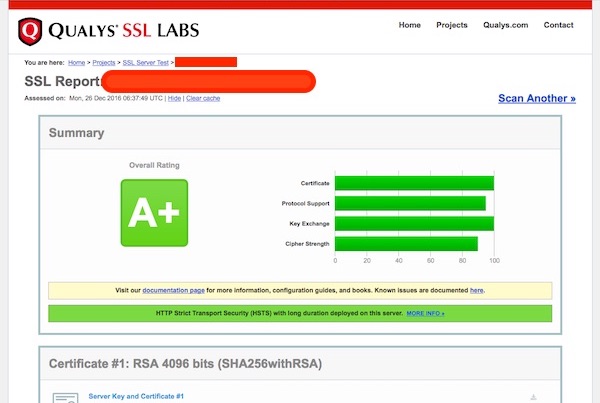 QUALYS® SSL LABS
Home Projects Qualys.com Contact
You are here: Home > Projects > SSL Server Test >
SSL Report:
Assessed on: Mon, 26 Dec 2016 06:37:49 UTC | Hide | Clear cache
Scan Another »
Summary
Overall Rating
A+
Certificate
Protocol Support
Key Exchange
Cipher Strength
0 20 40 60 80 100
Visit our documentation page for more information, configuration guides, and books. Known issues are documented here.
HTTP Strict Transport Security (HSTS) with long duration deployed on this server. MORE INFO »
Certificate #1: RSA 4096 bits (SHA256withRSA)
Server Key and Certificate #1